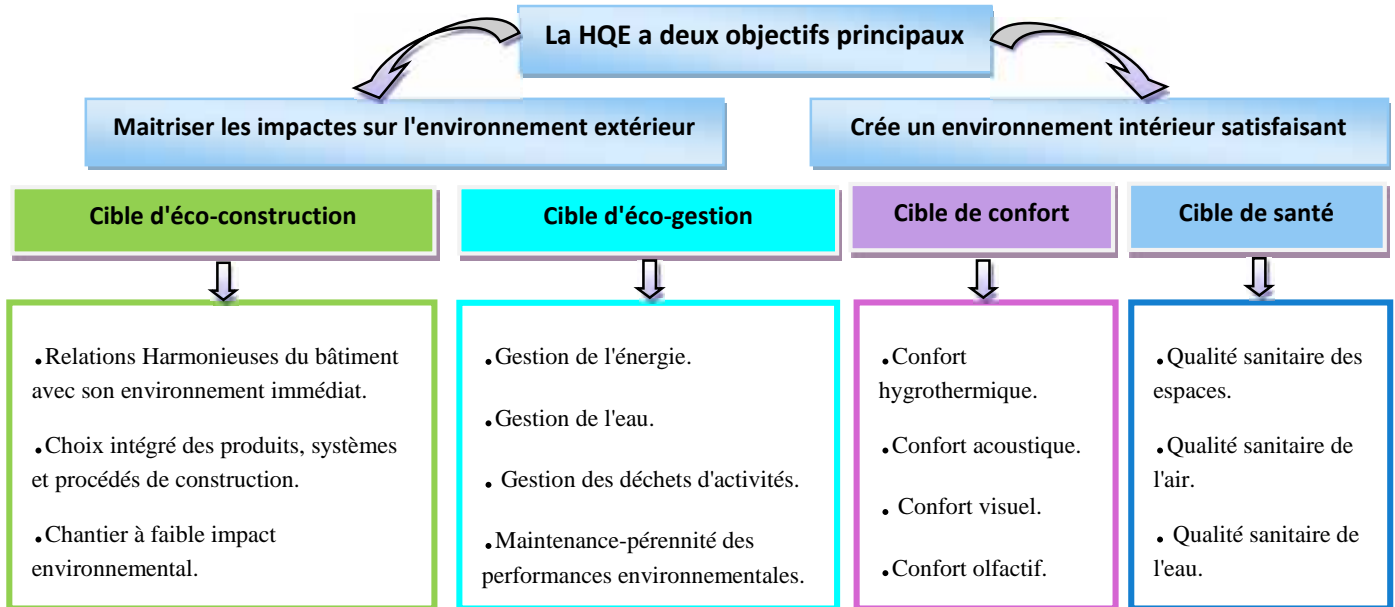 La HQE a deux objectifs principaux
Maitriser les impactes sur l'environnement extérieur
Crée un environnement intérieur satisfaisant
Cible d'éco-construction
Cible d'éco-gestion
Cible de confort
Cible de santé
.Relations Harmonieuses du bâtiment
avec son environnement immédiat.
.Choix intégré des produits, systèmes
et procédés de construction.
.Chantier à faible impact
environnemental.
.Gestion de l'énergie.
.Gestion de l'eau.
. Gestion des déchets d'activités.
.Maintenance-pérennité des
performances environnementales.
.Confort
hygrothermique.
.Confort acoustique.
. Confort visuel.
.Confort olfactif.
.Qualité sanitaire des
espaces.
.Qualité sanitaire de
l'air.
. Qualité sanitaire de
l'eau.